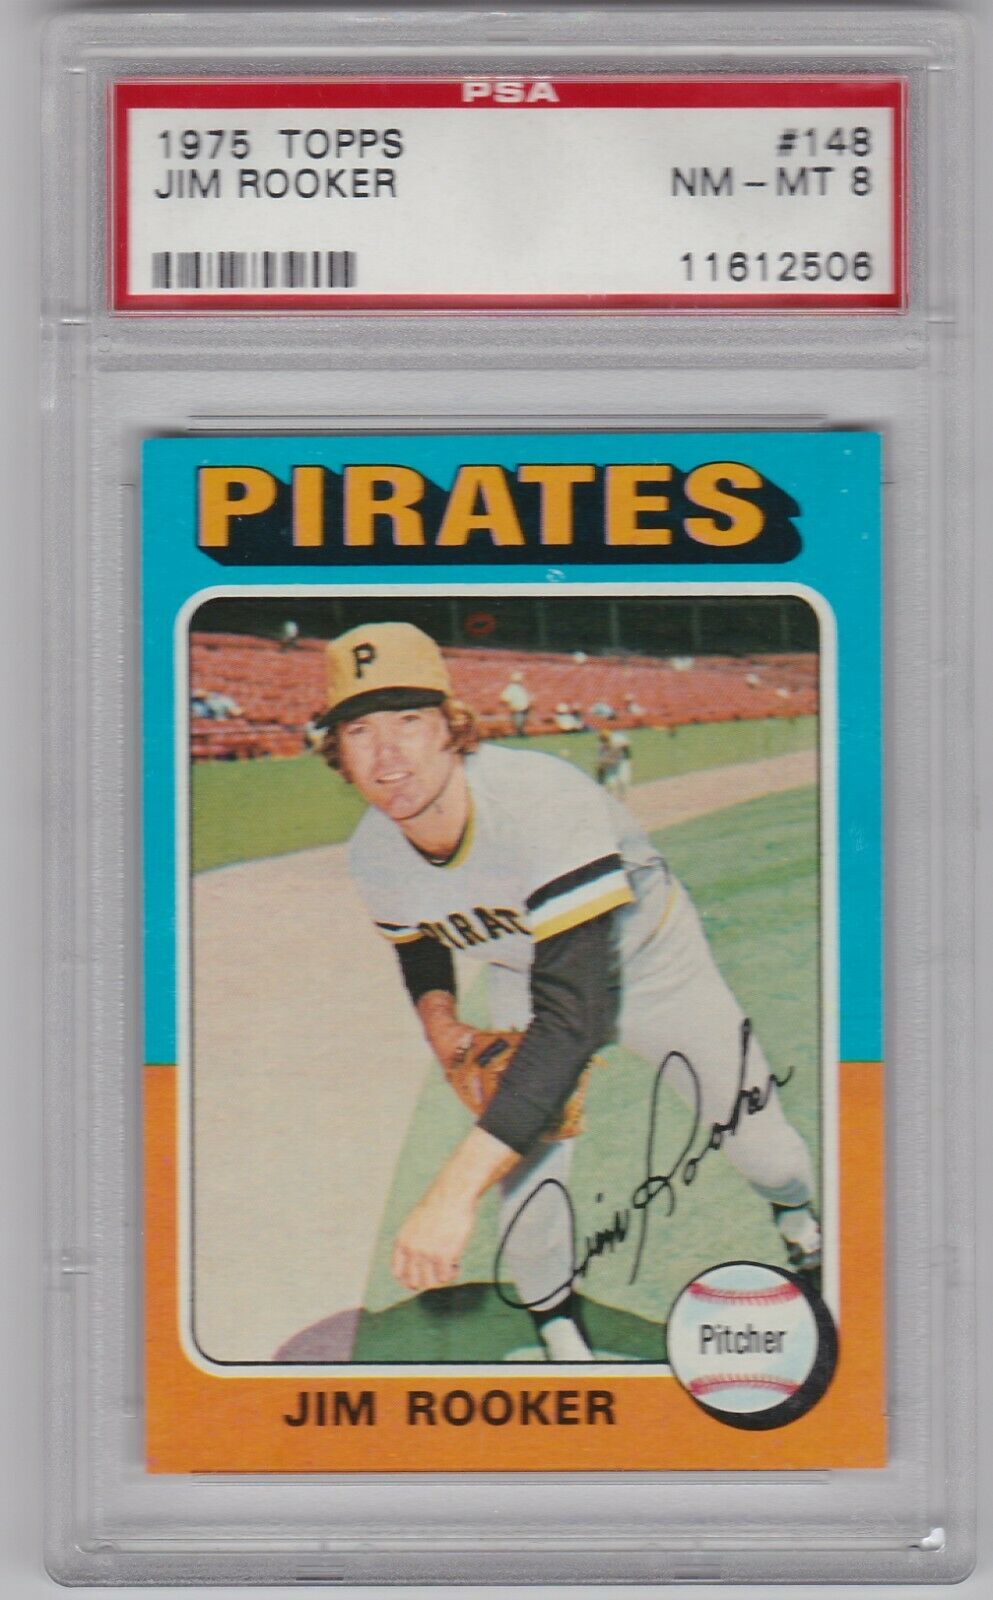 PSA
1975 TOPPS #148
JIM ROOKER NM-MT 8
11612506
PIRATES
P
PIRAT
Jim Rooker
Pitcher
JIM ROOKER